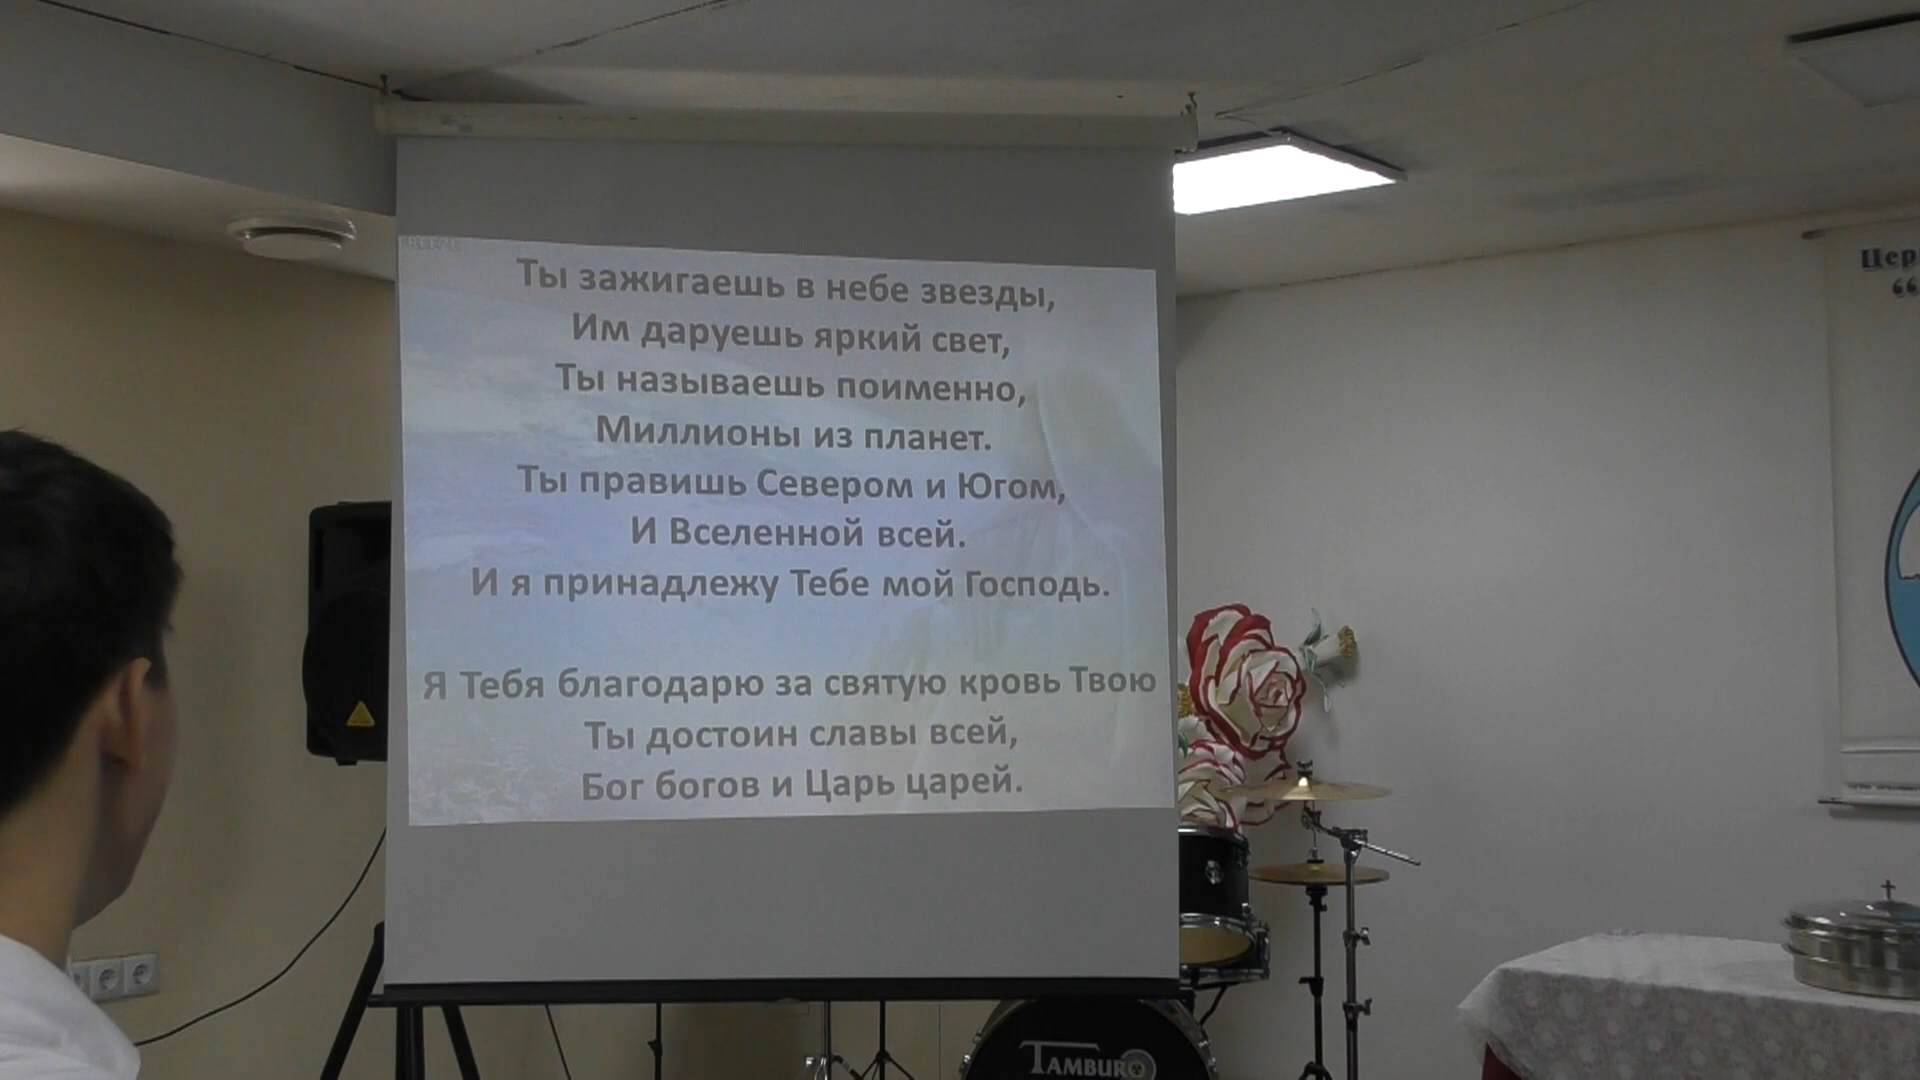 Ты зажигаешь в небе звезды,
Им даруешь яркий свет,
Ты называешь поименно,
Миллионы из планет.
Ты правишь Севером и Югом,
И Вселенной всей.
И я принадлежу Тебе мой Господь.
Я Тебя благодарю за святую кровь Твою
Ты достоин славы всей,
Бог богов и Царь царей.
Цер
“
TAMBURO